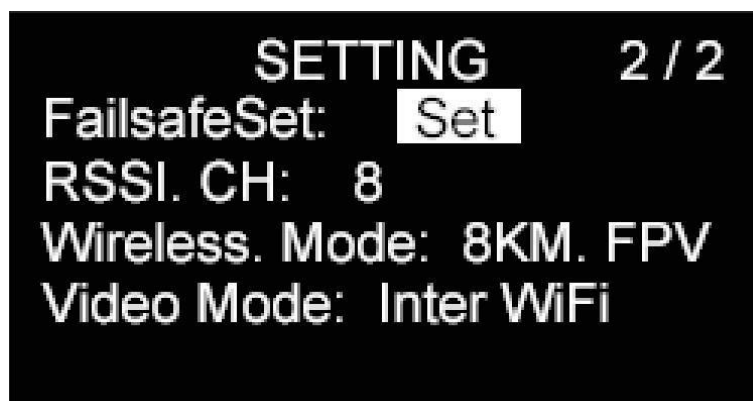 SETTING 2/2
FailsafeSet: Set
RSSI. CH: 8
Wireless. Mode: 8KM. FPV
Video Mode: Inter WiFi